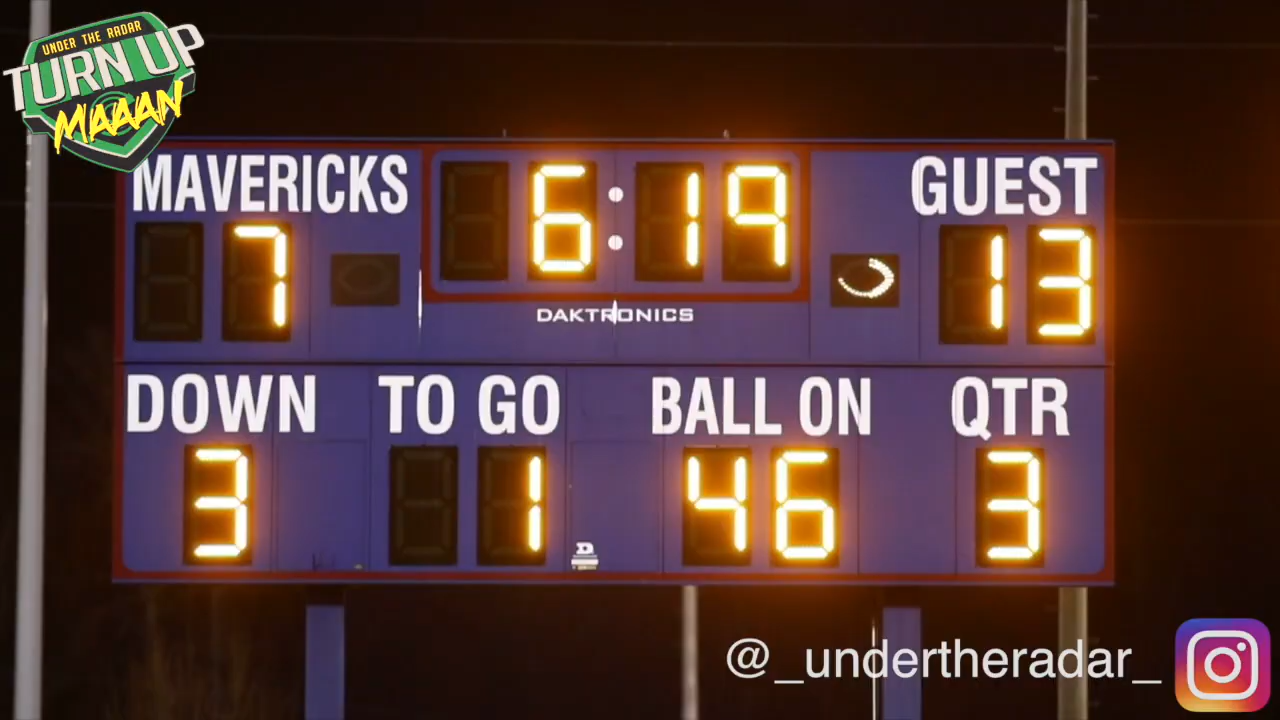 UNDER THE RADAR
TURN UP
MAAAN
MAVERICKS
6:19
GUEST
7
13
DAKTRONICS
DOWN
TO GO
BALL ON
QTR
3
1
46
3
D
@_undertheradar_